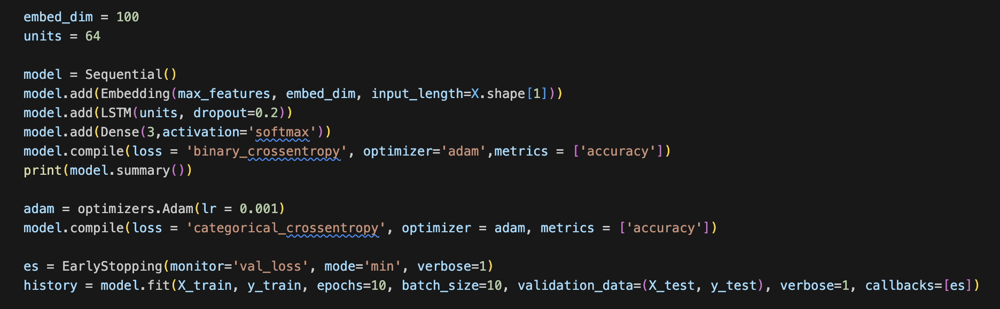 embed_dim = 100
units = 64
model = Sequential()
model.add(Embedding(max_features, embed_dim, input_length=X.shape[1]))
model.add(LSTM(units, dropout=0.2))
model.add(Dense(3,activation='softmax'))
model.compile(loss = 'binary_crossentropy', optimizer='adam',metrics = ['accuracy'])
print(model.summary())
adam = optimizers.Adam(lr = 0.001)
model.compile(loss = 'categorical_crossentropy', optimizer = adam, metrics = ['accuracy'])
es = EarlyStopping(monitor='val_loss', mode='min', verbose=1)
history = model.fit(X_train, y_train, epochs=10, batch_size=10, validation_data=(X_test, y_test), verbose=1, callbacks=[es])